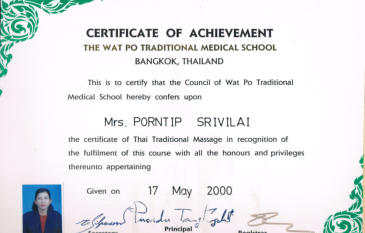 CERTIFICATE OF ACHIEVEMENT
THE WAT PO TRADITIONAL MEDICAL SCHOOL
BANGKOK, THAILAND
This is to certify that the Council of Wat Po Traditional
Medical School hereby confers upon
Mrs. PORNTIP SRIVILAI
the certificate of Thai Traditional Massage in recognition of
the fulfilment of this course with all the honours and privileges
thereunto appertaining
Given on 17 May 2000
Principal